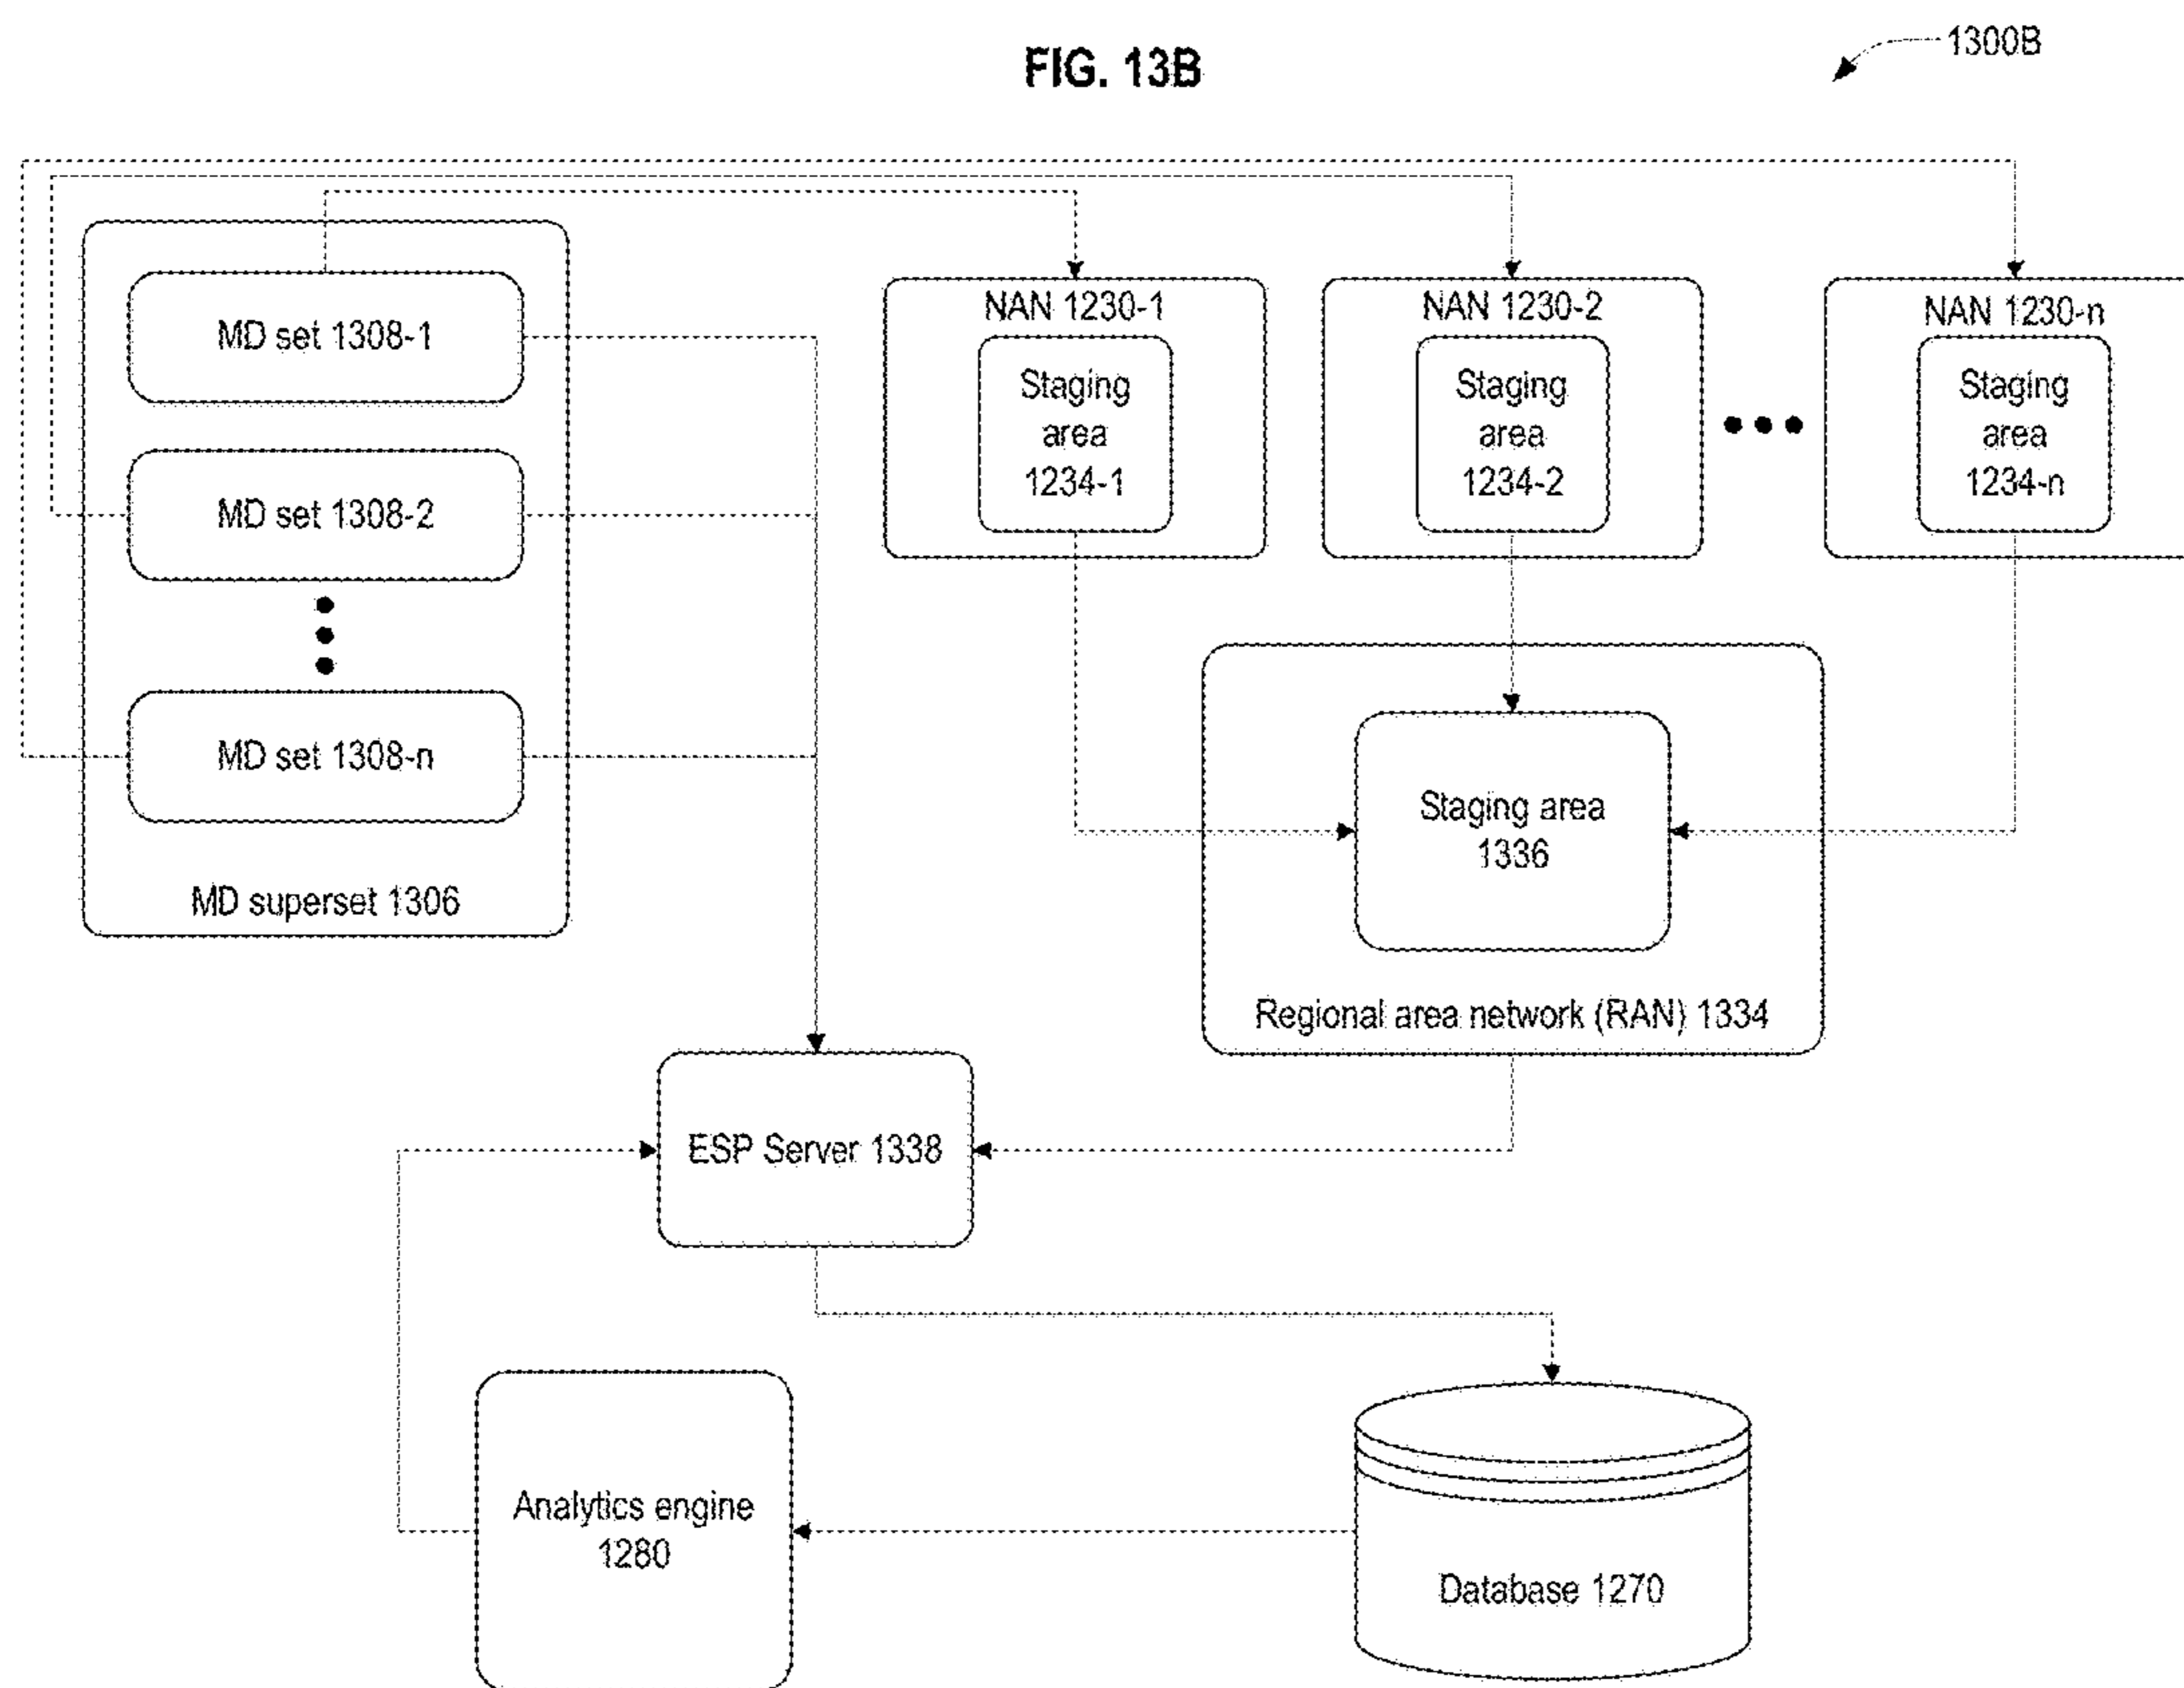 FIG. 13B
1300B
MD set 1308-1
MD set 1308-2
MD set 1308-n
MD superset 1306
NAN 1230-1
Staging
area
1234-1
NAN 1230-2
Staging
area
1234-2
NAN 1230-n
Staging
area
1234-n
Staging area
1336
Regional area network (RAN) 1334
ESP Server 1338
Analytics engine
1280
Database 1270